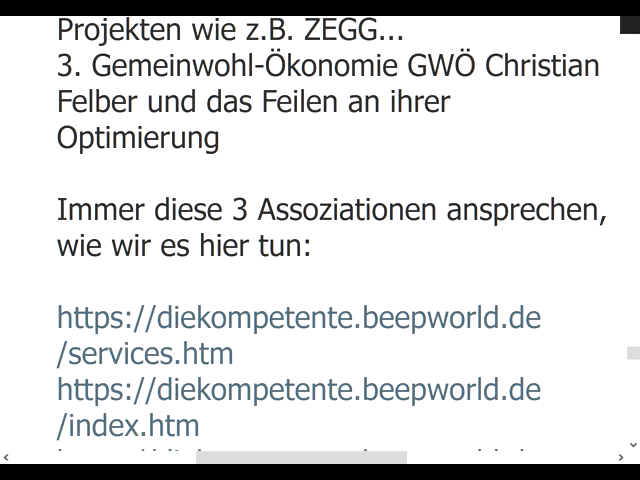 Projekten wie z.B. ZEGG...
3. Gemeinwohl-Ökonomie GWÖ Christian
Felber und das Feilen an ihrer
Optimierung
Immer diese 3 Assoziationen ansprechen,
wie wir es hier tun:
https://diekompetente.beepworld.de
/services.htm
https://diekompetente.beepworld.de
/index.htm